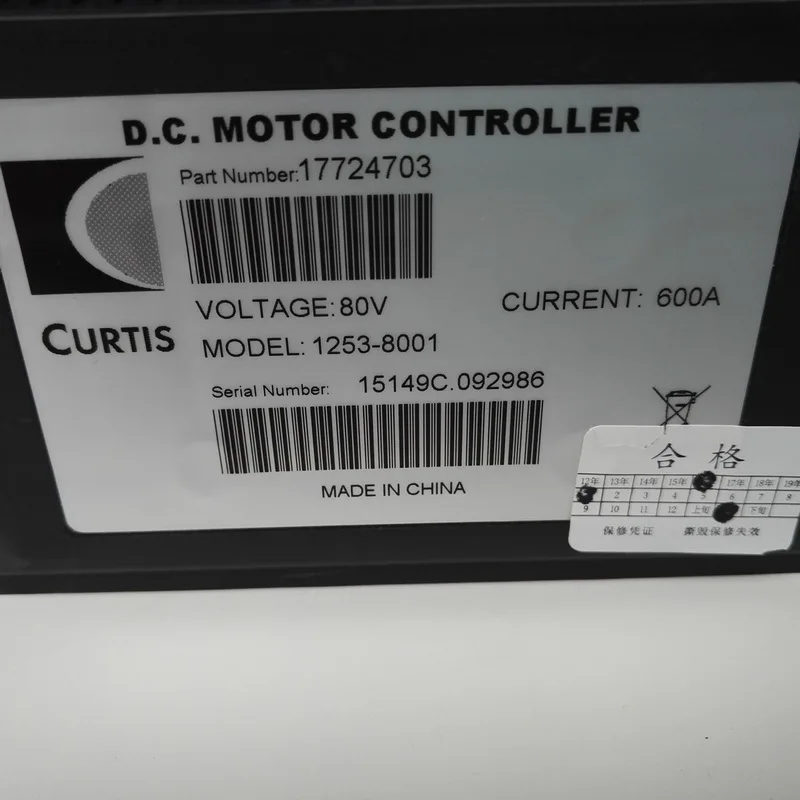 D.C. MOTOR CONTROLLER
Part Number:17724703
VOLTAGE: 80V CURRENT: 600A
CURTIS
MODEL: 1253-8001
Serial Number: 15149C.092986
MADE IN CHINA
合格
12年 13年 14年 15年 17年 18年 19年
2 3 4 5 6 7 8
9 10 11 12 上旬 下旬
保修凭证 撕毁保修失效